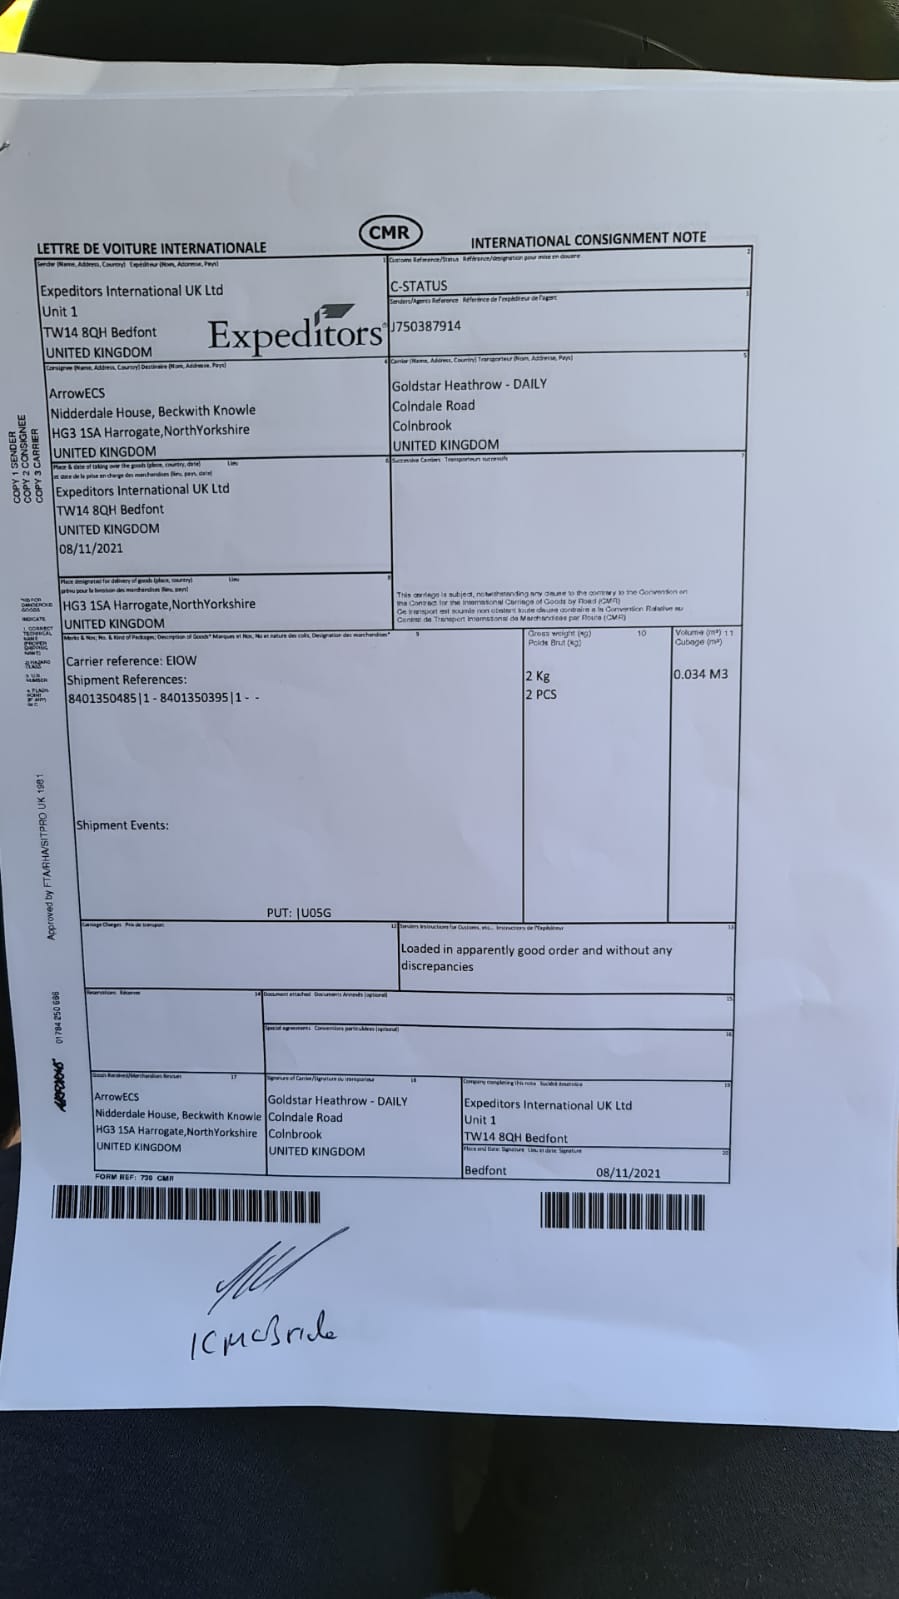 CMR
LETTRE DE VOITURE INTERNATIONALE
INTERNATIONAL CONSIGNMENT NOTE
Sender (Name, Address, Country) Expéditeur (Nom, Adresse, Pays)
Expeditors International UK Ltd
Unit 1
TW14 8QH Bedfont
UNITED KINGDOM
Expeditors
1 Customs Reference/Status Référence/désignation pour mise en douane 2
C-STATUS
Senders/Agents Reference Référence de l'expéditeur de l'agent 3
J750387914
Consignee (Name, Address, Country) Destinataire (Nom, Adresse, Pays) 4
ArrowECS
Nidderdale House, Beckwith Knowle
HG3 1SA Harrogate,NorthYorkshire
UNITED KINGDOM
Carrier (Name, Address, Country) Transporteur (Nom, Addresse, Pays) 5
Goldstar Heathrow - DAILY
Colndale Road
Colnbrook
UNITED KINGDOM
COPY 1 SENDER
COPY 2 CONSIGNEE
COPY 3 CARRIER
Place & date of taking over the goods (place, country, date) Lieu 6
et date de la prise en charge des marchandises (lieu, pays, date)
Expeditors International UK Ltd
TW14 8QH Bedfont
UNITED KINGDOM
08/11/2021
Successive Carriers Transporteurs successifs 7
Place designated for delivery of goods (place, country) Lieu 8
prévu pour la livraison des marchandises (lieu, pays)
HG3 1SA Harrogate,NorthYorkshire
UNITED KINGDOM
This carriage is subject, notwithstanding any clause to the contrary to the Convention on
the Contract for the International Carriage of Goods by Road (CMR)
Ce transport est soumis non obstant toute clause contraire a la Convention Relative au
Contrat de Transport International de Marchandises par Route (CMR)
Marks & Nos; No. & Kind of Packages; Description of Goods* Marques et Nos, No et nature des colis, Designation des marchandises* 9
Carrier reference: EIOW
Shipment References:
8401350485|1 - 8401350395|1 - -
Gross weight (kg) 10
Poids Brut (kg)
2 Kg
2 PCS
Volume (m³) 11
Cubage (m³)
0.034 M3
Shipment Events:
PUT: |U05G
Approved by FTA/RHA/SITPRO UK 1981
Carriage Charges Prix de transport 12
Senders Instructions for Customs, etc... Instructions de l'Expéditeur 13
Loaded in apparently good order and without any
discrepancies
Reservations Réserves 14
Document attached Documents Annexés (optional) 15
Special agreements Conventions particulières (optional) 16
01784 250 666
Goods Received/Marchandises Recues 17
ArrowECS
Nidderdale House, Beckwith Knowle
HG3 1SA Harrogate,NorthYorkshire
UNITED KINGDOM
Signature of Carrier/Signature du transporteur 18
Goldstar Heathrow - DAILY
Colndale Road
Colnbrook
UNITED KINGDOM
Company completing this note 19
Expeditors International UK Ltd
Unit 1
TW14 8QH Bedfont
Place and Date: Signature Lieu et date: Signature 20
Bedfont 08/11/2021
FORM REF: 730 CMR
K McBride